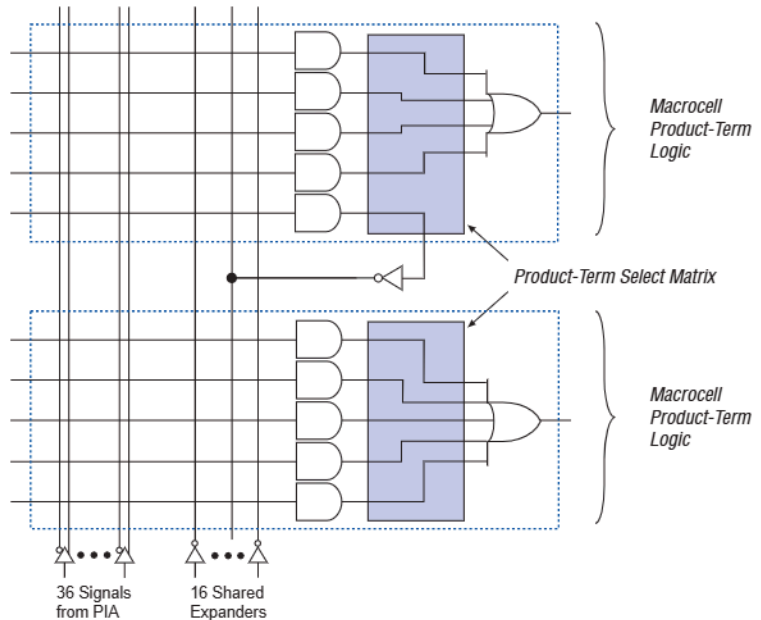 Macrocell
Product-Term
Logic
Product-Term Select Matrix
Macrocell
Product-Term
Logic
36 Signals
from PIA
16 Shared
Expanders